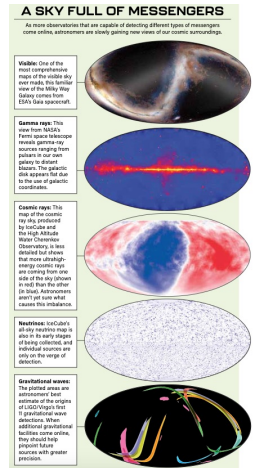 A SKY FULL OF MESSENGERS
As more observatories that are capable of detecting different types of messengers
come online, astronomers are slowly gaining new views of our cosmic surroundings.
Visible: One of the
most comprehensive
maps of the visible sky
ever made, this familiar
view of the Milky Way
Galaxy comes from
ESA's Gaia spacecraft.
Gamma rays: This
view from NASA's
Fermi space telescope
reveals gamma-ray
sources ranging from
pulsars in our own
galaxy to distant
blazars. The galactic
disk appears flat due
to the use of galactic
coordinates.
Cosmic rays: This
map of the cosmic
ray sky, produced
by IceCube and
the High Altitude
Water Cherenkov
Observatory, is less
detailed but shows
that more ultrahigh-
energy cosmic rays
are coming from one
side of the sky (shown
in red) than the other
(in blue). Astronomers
aren't yet sure what
causes this imbalance.
Neutrinos: IceCube's
all-sky neutrino map is
also in its early stages
of being collected, and
individual sources are
only on the verge of
detection.
Gravitational waves:
The plotted areas are
astronomers' best
estimate of the origins
of LIGO/Virgo's first
11 gravitational wave
detections. When
additional gravitational
facilities come online,
they should help
pinpoint future
sources with greater
precision.